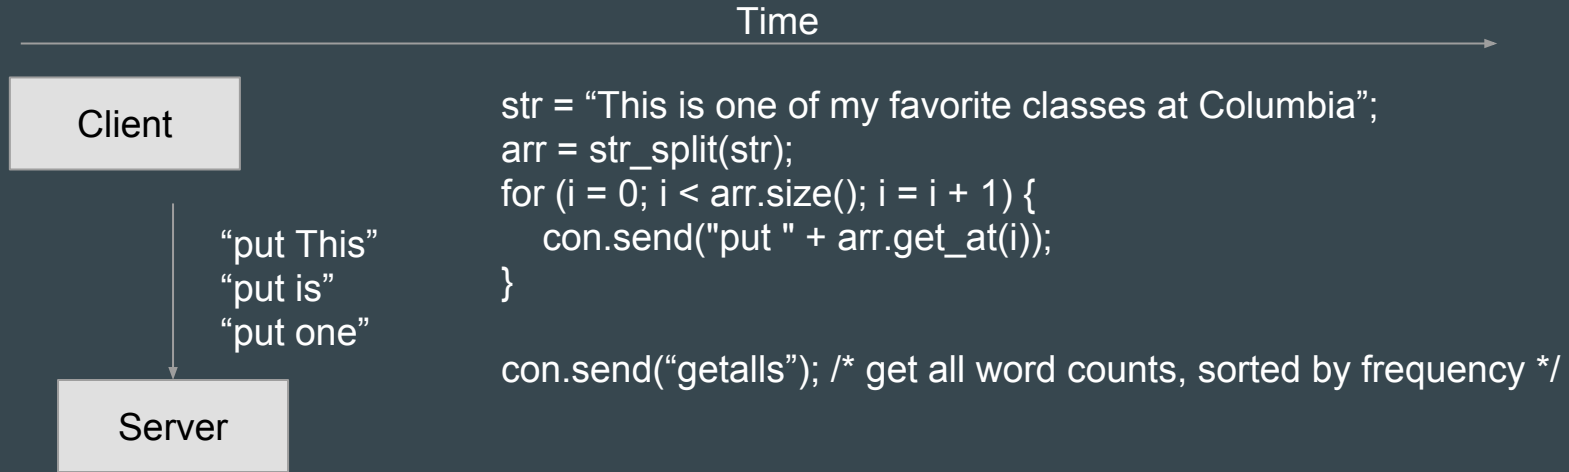 Time
Client
“put This”
“put is”
“put one”
Server
str = “This is one of my favorite classes at Columbia”;
arr = str_split(str);
for (i = 0; i < arr.size(); i = i + 1) {
con.send("put " + arr.get_at(i));
}
con.send(“getalls”); /* get all word counts, sorted by frequency */